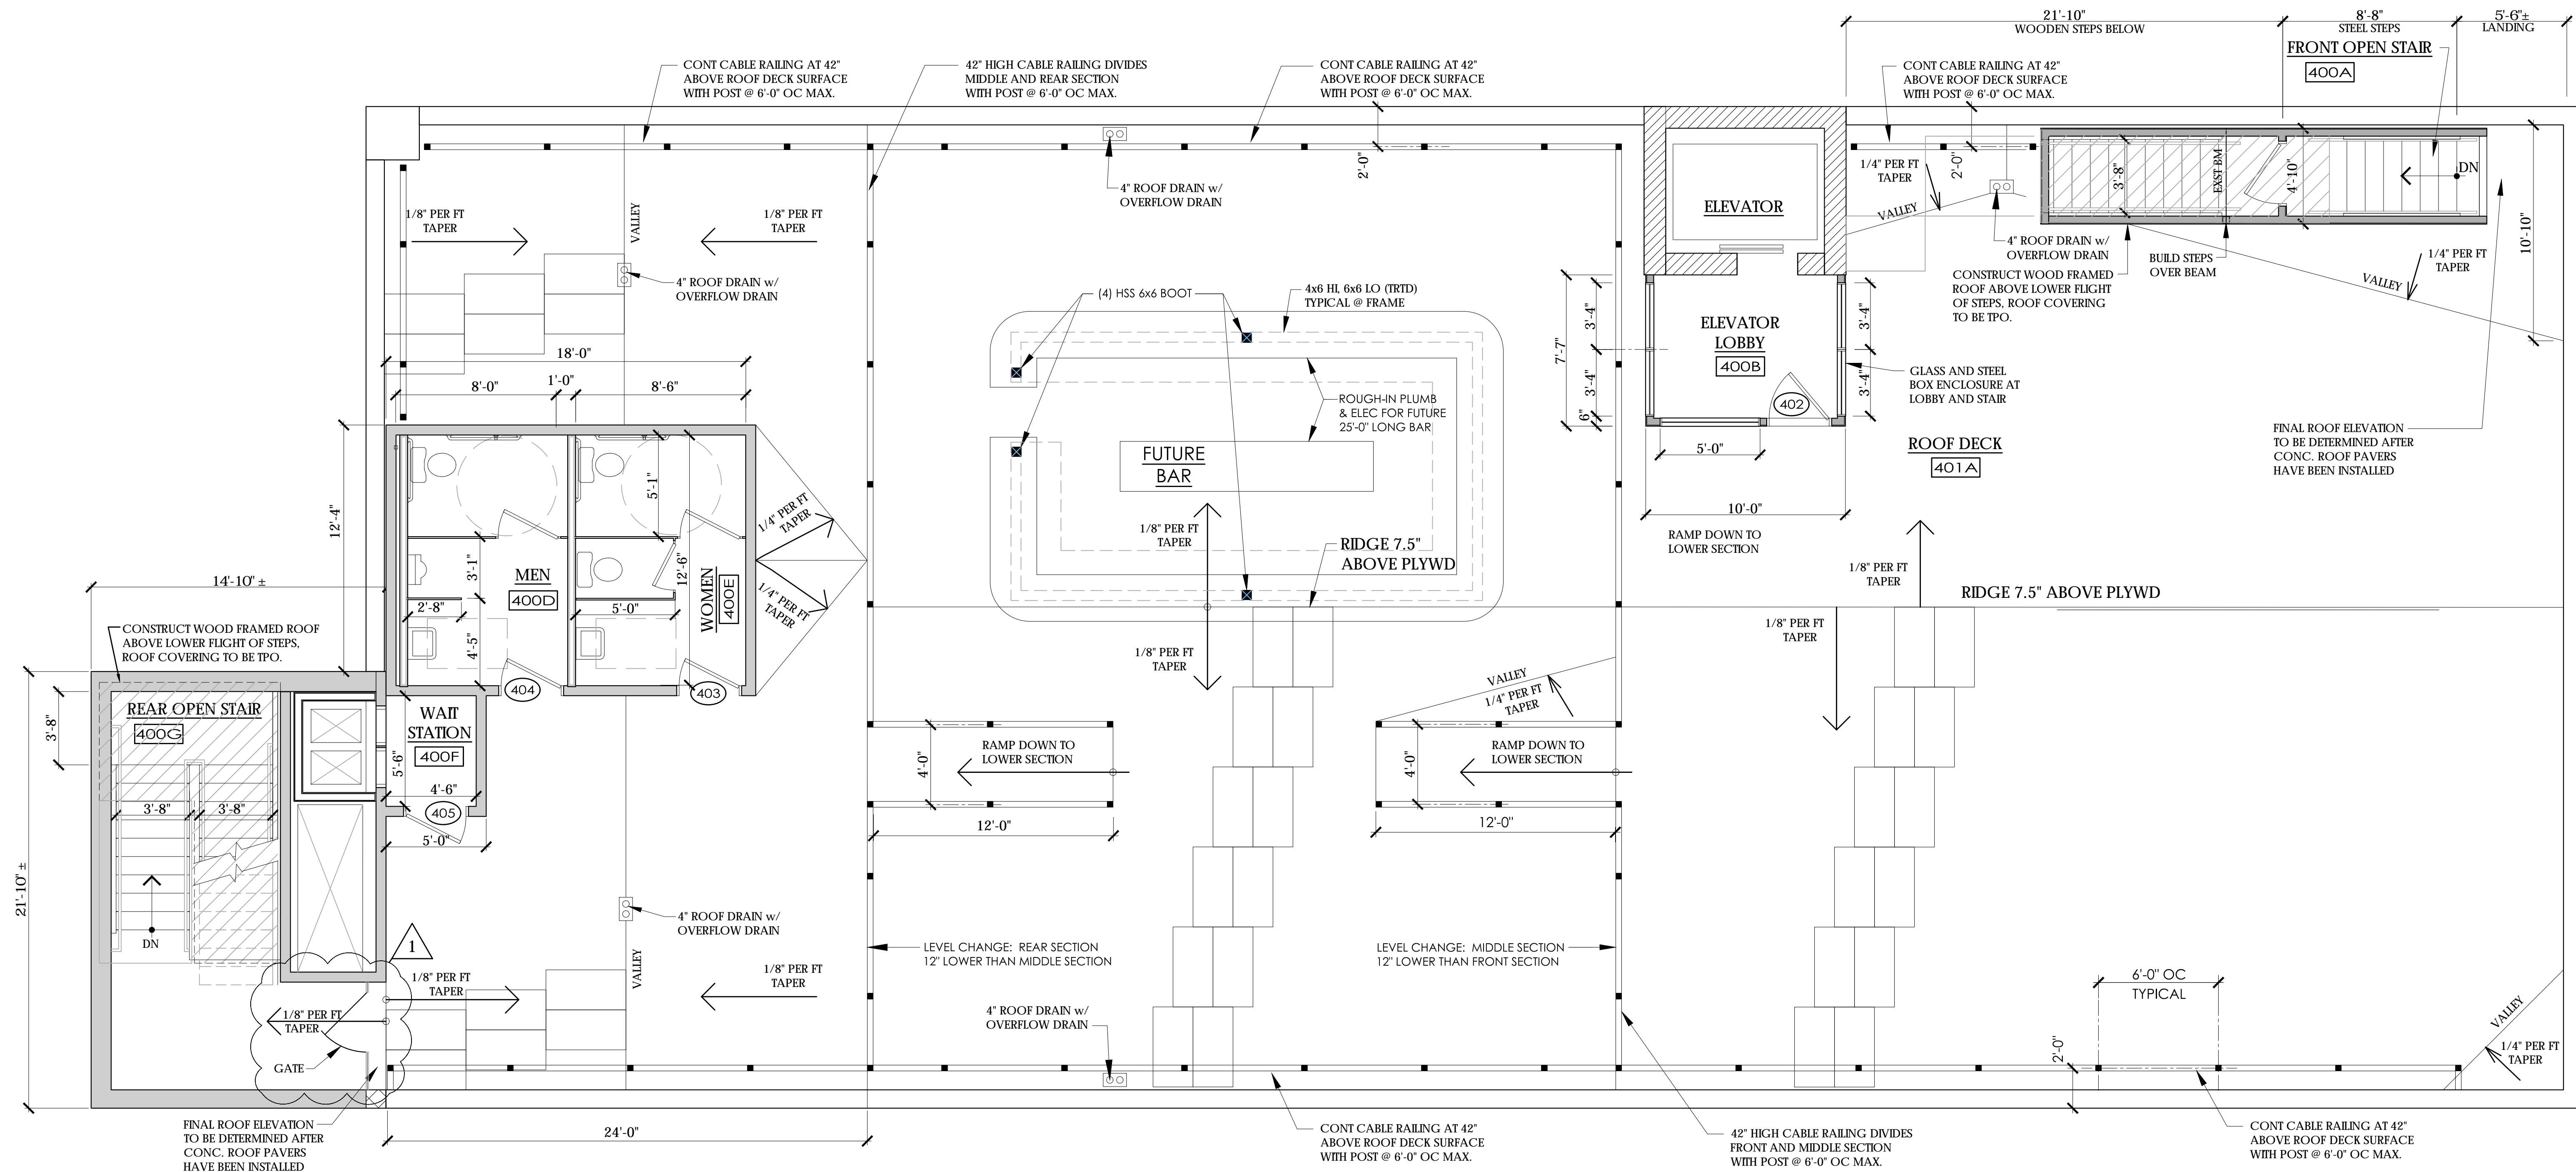 21'-10"
WOODEN STEPS BELOW
8'-8"
STEEL STEPS
5'-6"±
LANDING
FRONT OPEN STAIR
400A
CONT CABLE RAILING AT 42"
ABOVE ROOF DECK SURFACE
WITH POST @ 6'-0" OC MAX.
42" HIGH CABLE RAILING DIVIDES
MIDDLE AND REAR SECTION
WITH POST @ 6'-0" OC MAX.
CONT CABLE RAILING AT 42"
ABOVE ROOF DECK SURFACE
WITH POST @ 6'-0" OC MAX.
CONT CABLE RAILING AT 42"
ABOVE ROOF DECK SURFACE
WITH POST @ 6'-0" OC MAX.
2'-0"
4" ROOF DRAIN w/
OVERFLOW DRAIN
1/8" PER FT
TAPER
VALLEY
1/8" PER FT
TAPER
4" ROOF DRAIN w/
OVERFLOW DRAIN
ELEVATOR
1/4" PER FT
TAPER
2'-0"
VALLEY
3'-8"
EXST BM
4'-10"
DN
10'-10"
4" ROOF DRAIN w/
OVERFLOW DRAIN
BUILD STEPS
OVER BEAM
1/4" PER FT
TAPER
VALLEY
CONSTRUCT WOOD FRAMED
ROOF ABOVE LOWER FLIGHT
OF STEPS, ROOF COVERING
TO BE TPO.
(4) HSS 6x6 BOOT
4x6 HI, 6x6 LO (TRTD)
TYPICAL @ FRAME
ELEVATOR
LOBBY
400B
3'-4"
3'-4"
6"
7'-7"
3'-4"
3'-4"
402
GLASS AND STEEL
BOX ENCLOSURE AT
LOBBY AND STAIR
18'-0"
8'-0"
1'-0"
8'-6"
ROUGH-IN PLUMB
& ELEC FOR FUTURE
25'-0" LONG BAR
FUTURE
BAR
5'-0"
10'-0"
ROOF DECK
401A
FINAL ROOF ELEVATION
TO BE DETERMINED AFTER
CONC. ROOF PAVERS
HAVE BEEN INSTALLED
12'-4"
5'-1"
12'-6"
3'-1"
4'-5"
2'-8"
5'-0"
MEN
400D
WOMEN
400E
1/4" PER FT
TAPER
1/4" PER FT
TAPER
1/8" PER FT
TAPER
RIDGE 7.5"
ABOVE PLYWD
RAMP DOWN TO
LOWER SECTION
1/8" PER FT
TAPER
RIDGE 7.5" ABOVE PLYWD
1/8" PER FT
TAPER
1/8" PER FT
TAPER
14'-10" ±
CONSTRUCT WOOD FRAMED ROOF
ABOVE LOWER FLIGHT OF STEPS,
ROOF COVERING TO BE TPO.
404
403
REAR OPEN STAIR
400G
3'-8"
3'-8"
3'-8"
21'-10" ±
WAIT
STATION
400F
5'-6"
4'-6"
405
5'-0"
VALLEY
1/4" PER FT
TAPER
4'-0"
RAMP DOWN TO
LOWER SECTION
12'-0"
4'-0"
RAMP DOWN TO
LOWER SECTION
12'-0"
DN
1
4" ROOF DRAIN w/
OVERFLOW DRAIN
LEVEL CHANGE: REAR SECTION
12" LOWER THAN MIDDLE SECTION
LEVEL CHANGE: MIDDLE SECTION
12" LOWER THAN FRONT SECTION
1/8" PER FT
TAPER
VALLEY
1/8" PER FT
TAPER
1/8" PER FT
TAPER
GATE
4" ROOF DRAIN w/
OVERFLOW DRAIN
6'-0" OC
TYPICAL
2'-0"
VALLEY
1/4" PER FT
TAPER
FINAL ROOF ELEVATION
TO BE DETERMINED AFTER
CONC. ROOF PAVERS
HAVE BEEN INSTALLED
24'-0"
CONT CABLE RAILING AT 42"
ABOVE ROOF DECK SURFACE
WITH POST @ 6'-0" OC MAX.
42" HIGH CABLE RAILING DIVIDES
FRONT AND MIDDLE SECTION
WITH POST @ 6'-0" OC MAX.
CONT CABLE RAILING AT 42"
ABOVE ROOF DECK SURFACE
WITH POST @ 6'-0" OC MAX.